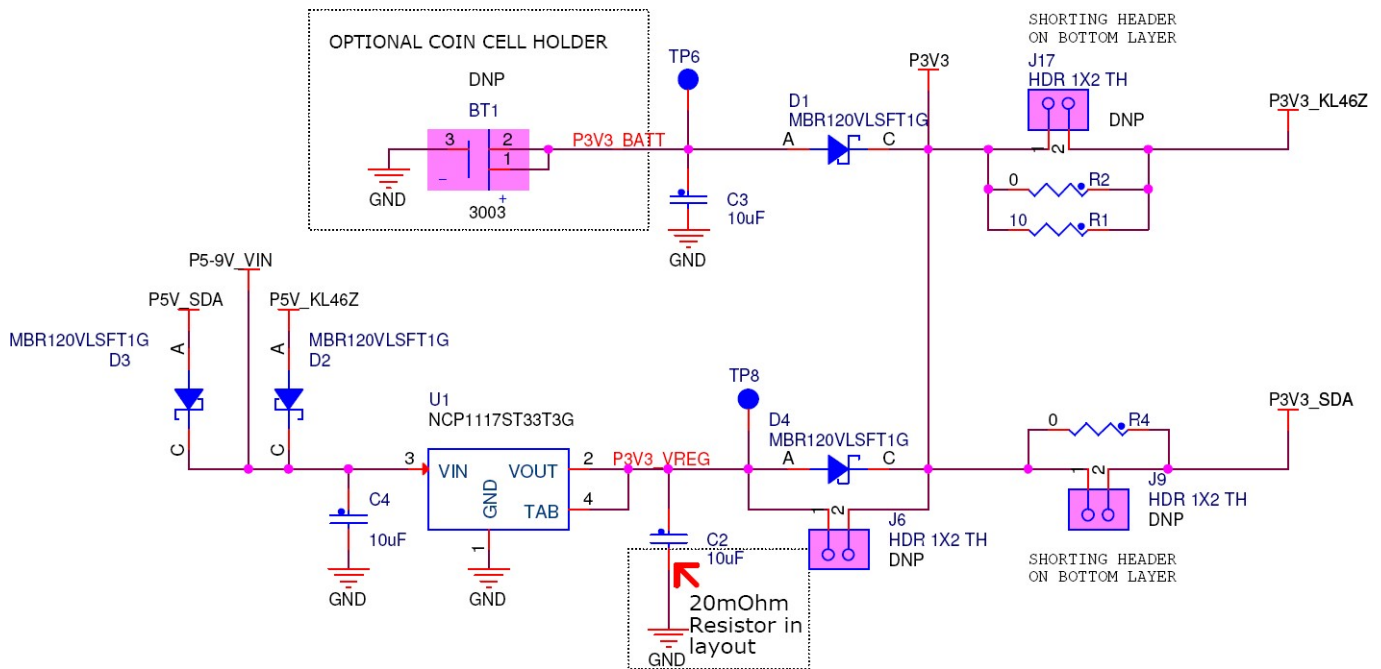 OPTIONAL COIN CELL HOLDER
DNP
BT1
3
2
1
-
+
3003
GND
P3V3_BATT
TP6
C3
10uF
GND
D1
MBR120VLSFT1G
A
C
P3V3
SHORTING HEADER
ON BOTTOM LAYER
J17
HDR 1X2 TH
DNP
1
2
0
R2
10
R1
P3V3_KL46Z
P5-9V_VIN
P5V_SDA
P5V_KL46Z
MBR120VLSFT1G
D3
A
C
MBR120VLSFT1G
D2
A
C
C4
10uF
GND
U1
NCP1117ST33T3G
3
VIN
VOUT
2
GND
TAB
4
1
GND
P3V3_VREG
C2
10uF
20mOhm
Resistor in
layout
GND
TP8
D4
MBR120VLSFT1G
A
C
1
2
J6
HDR 1X2 TH
DNP
0
R4
P3V3_SDA
1
2
J9
HDR 1X2 TH
DNP
SHORTING HEADER
ON BOTTOM LAYER